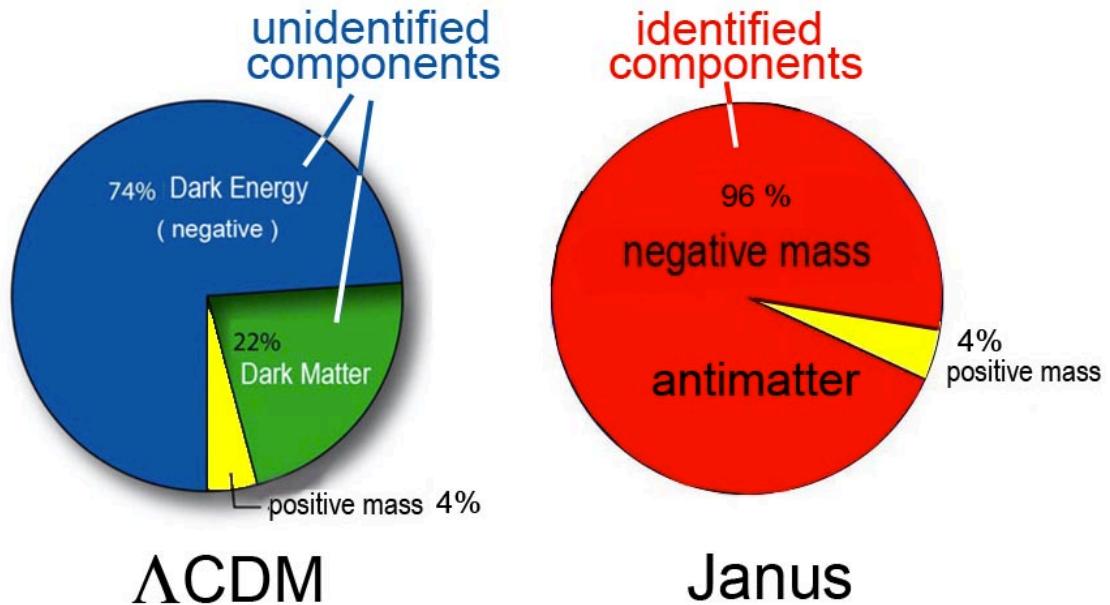 unidentified
components
74% Dark Energy
( negative )
22%
Dark Matter
positive mass 4%
ΛCDM
identified
components
96 %
negative mass
antimatter
4%
positive mass
Janus